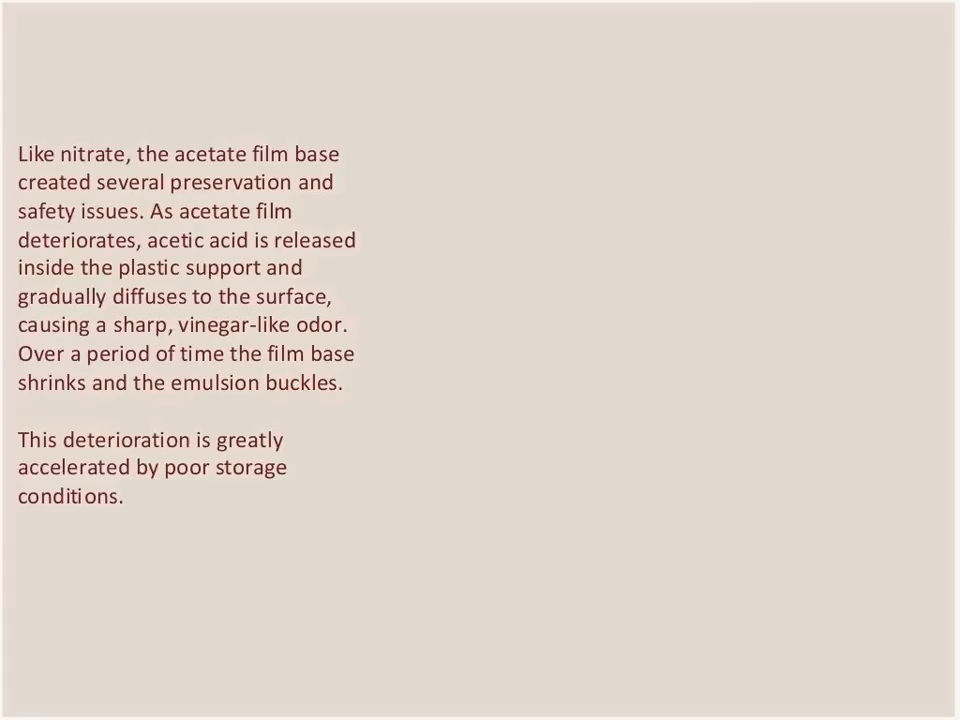 Like nitrate, the acetate film base
created several preservation and
safety issues. As acetate film
deteriorates, acetic acid is released
inside the plastic support and
gradually diffuses to the surface,
causing a sharp, vinegar-like odor.
Over a period of time the film base
shrinks and the emulsion buckles.
This deterioration is greatly
accelerated by poor storage
conditions.